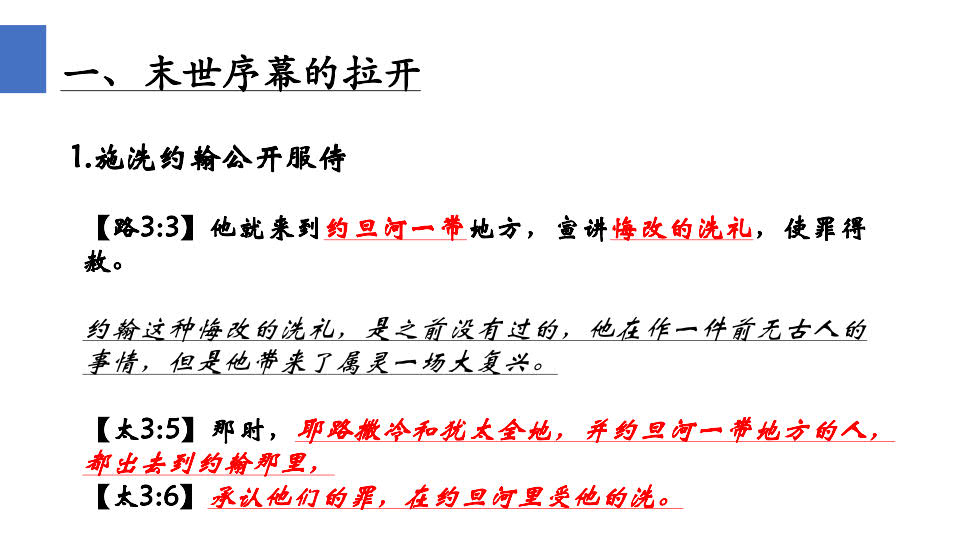 一、末世序幕的拉开
1.施洗约翰公开服侍
【路3:3】他就来到约旦河一带地方，宣讲悔改的洗礼，使罪得
赦。
约翰这种悔改的洗礼，是之前没有过的，他在作一件前无古人的
事情，但是他带来了属灵一场大复兴。
【太3:5】那时，耶路撒冷和犹太全地，并约旦河一带地方的人，
都出去到约翰那里，
【太3:6】承认他们的罪，在约旦河里受他的洗。